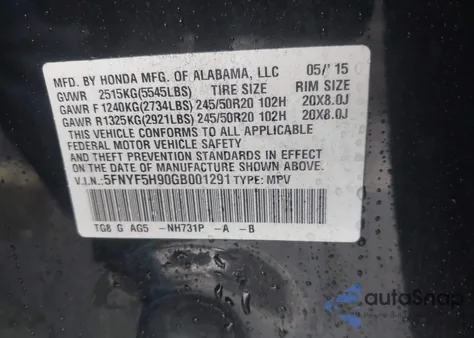 MFD. BY HONDA MFG. OF ALABAMA, LLC 05/'15
GVWR 2515KG(5545LBS) TIRE SIZE RIM SIZE
GAWR F 1240KG(2734LBS) 245/50R20 102H 20X8.0J
GAWR R 1325KG(2921LBS) 245/50R20 102H 20X8.0J
THIS VEHICLE CONFORMS TO ALL APPLICABLE
FEDERAL MOTOR VEHICLE SAFETY
AND THEFT PREVENTION STANDARDS IN EFFECT
ON THE DATE OF MANUFACTURE SHOWN ABOVE.
V.I.N.:5FNYF5H90GB001291 TYPE: MPV
TG8 G AG5 -NH731P -A -B
autoSnap